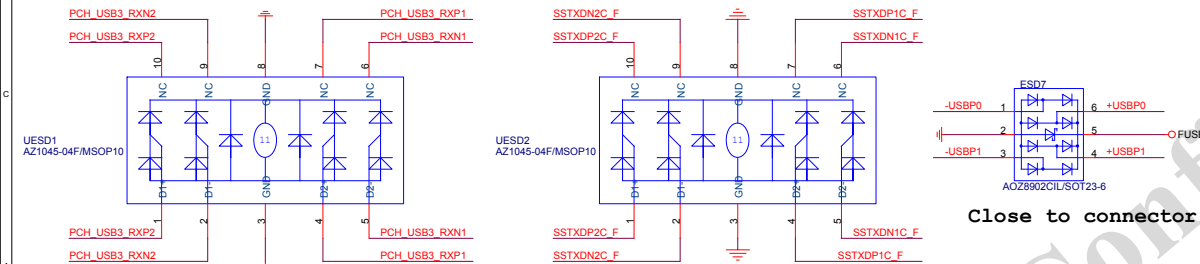 PCH_USB3_RXN2
PCH_USB3_RXP1
SSTXDN2C_F
SSTXDP1C_F
PCH_USB3_RXP2
PCH_USB3_RXN1
SSTXDP2C_F
SSTXDN1C_F
10 9 8 7 6
10 9 8 7 6
NC NC GND NC NC
NC NC GND NC NC
C
ESD7
-USBP0 1 6 +USBP0
2 5
-USBP1 3 4 +USBP1
AOZ8902CIL/SOT23-6
Close to connector
UESD1
AZ1045-04F/MSOP10
11
UESD2
AZ1045-04F/MSOP10
11
D1+ D1- GND D2+ D2-
D1+ D1- GND D2+ D2-
1 2 3 4 5
1 2 3 4 5
PCH_USB3_RXP2
PCH_USB3_RXN1
SSTXDP2C_F
SSTXDN1C_F
PCH_USB3_RXN2
PCH_USB3_RXP1
SSTXDN2C_F
SSTXDP1C_F